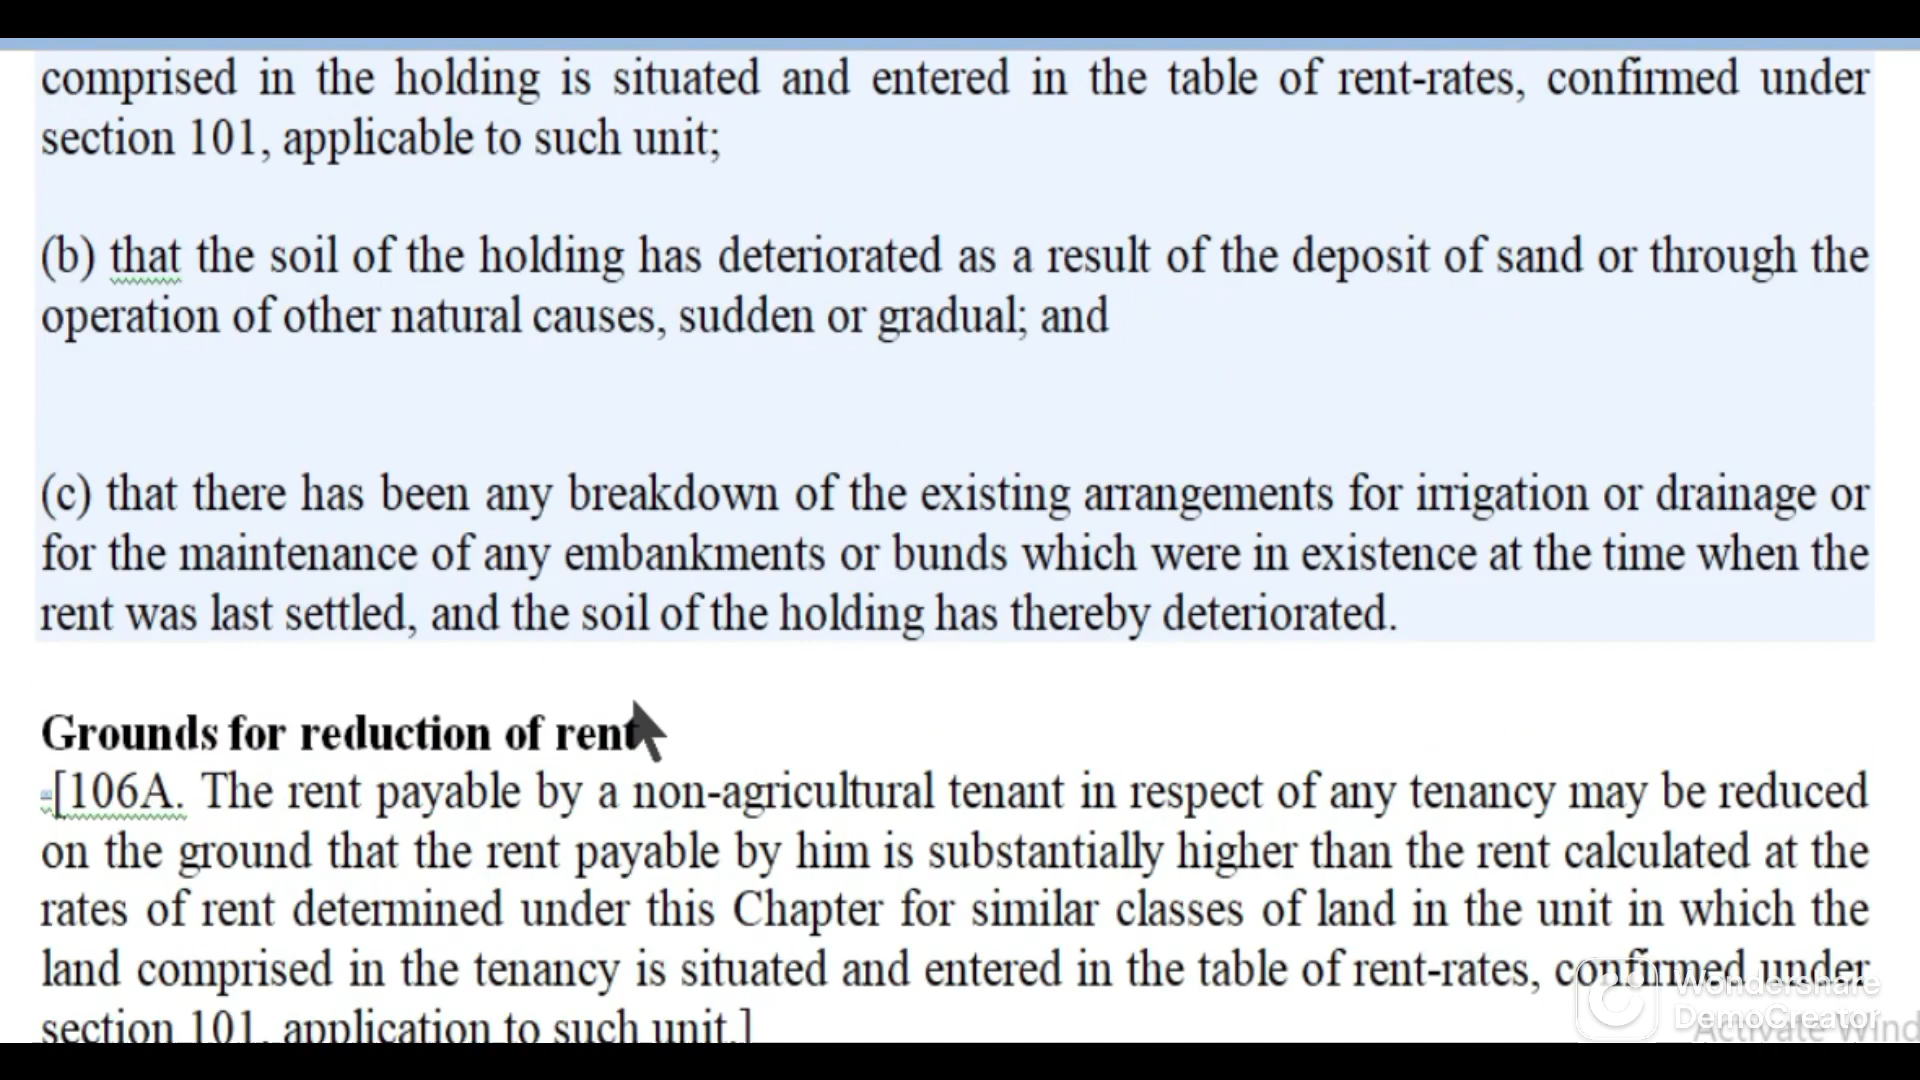 comprised in the holding is situated and entered in the table of rent-rates, confirmed under
section 101, applicable to such unit;
(b) that the soil of the holding has deteriorated as a result of the deposit of sand or through the
operation of other natural causes, sudden or gradual; and
(c) that there has been any breakdown of the existing arrangements for irrigation or drainage or
for the maintenance of any embankments or bunds which were in existence at the time when the
rent was last settled, and the soil of the holding has thereby deteriorated.
Grounds for reduction of rent
[106A. The rent payable by a non-agricultural tenant in respect of any tenancy may be reduced
on the ground that the rent payable by him is substantially higher than the rent calculated at the
rates of rent determined under this Chapter for similar classes of land in the unit in which the
land comprised in the tenancy is situated and entered in the table of rent-rates, confirmed under
section 101, application to such unit.]
Wondershare
DemoCreator
Activate Wind